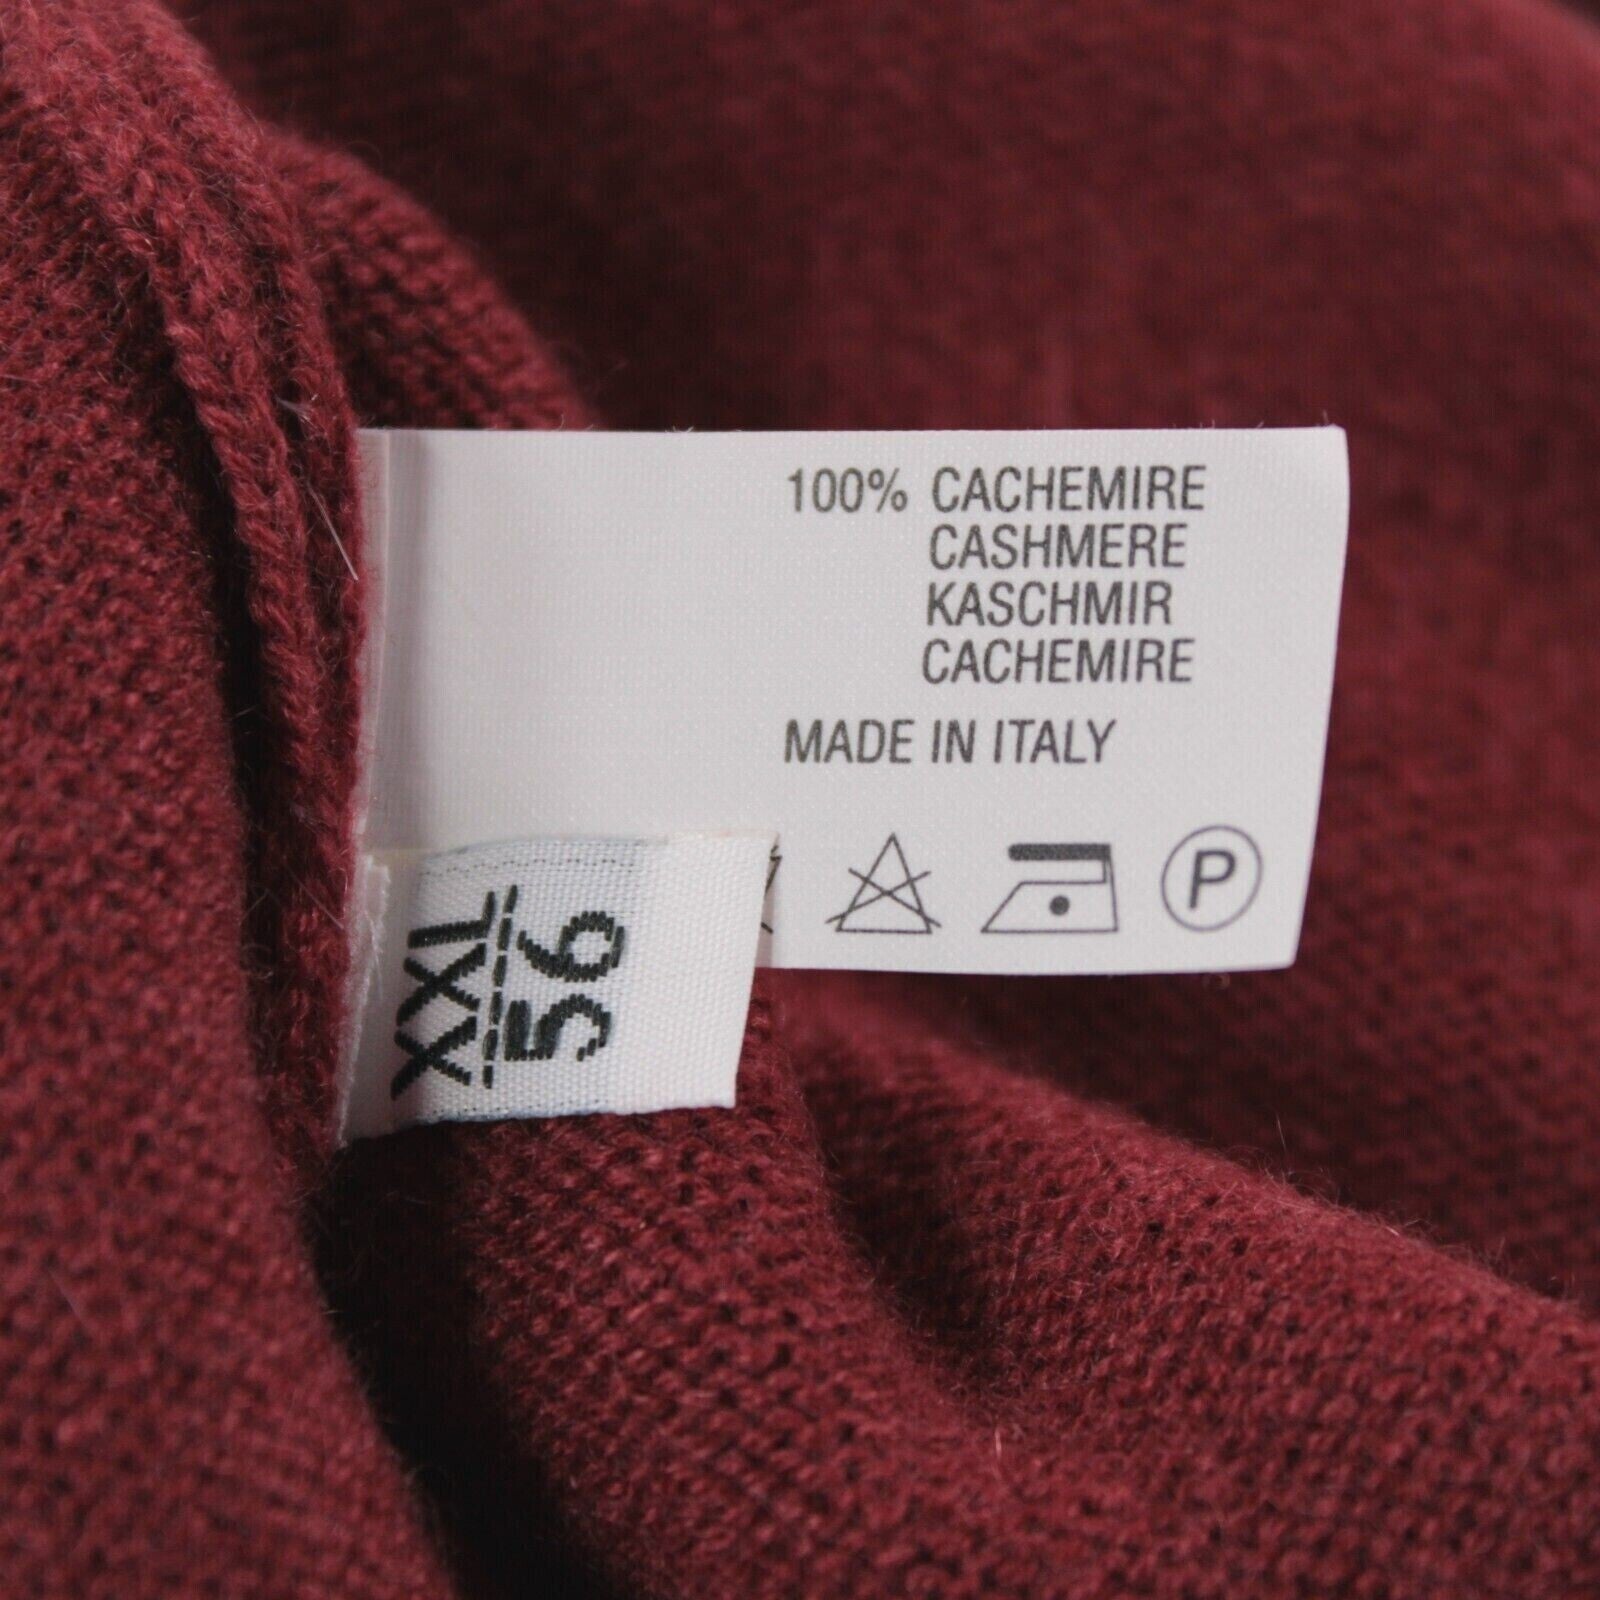 100% CACHEMIRE
CASHMERE
KASCHMIR
CACHEMIRE
MADE IN ITALY
P
XXL
56